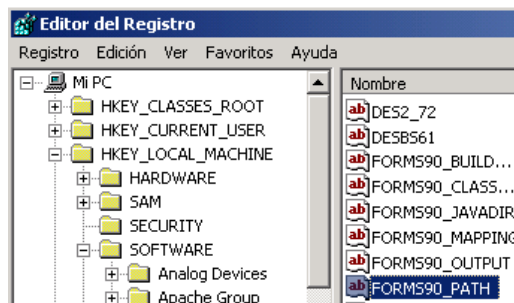 Editor del Registro
Registro Edición Ver Favoritos Ayuda
Mi PC
HKEY_CLASSES_ROOT
HKEY_CURRENT_USER
HKEY_LOCAL_MACHINE
HARDWARE
SAM
SECURITY
SOFTWARE
Analog Devices
Apache Group
Nombre
DES2_72
DESBS61
FORMS90_BUILD...
FORMS90_CLASS...
FORMS90_JAVADIR
FORMS90_MAPPING
FORMS90_OUTPUT
FORMS90_PATH